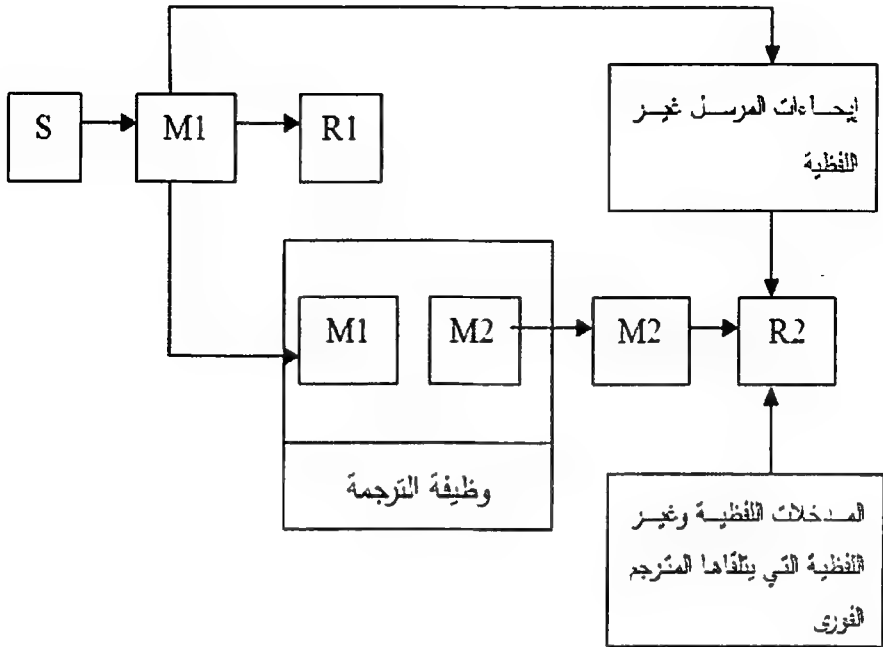 إيحاءات المرسل غير
اللفظية
S
M1
R1
M1
M2
M2
R2
وظيفة الترجمة
المدخلات اللفظية وغير
اللفظية التي يتلقاها المترجم
الفورى